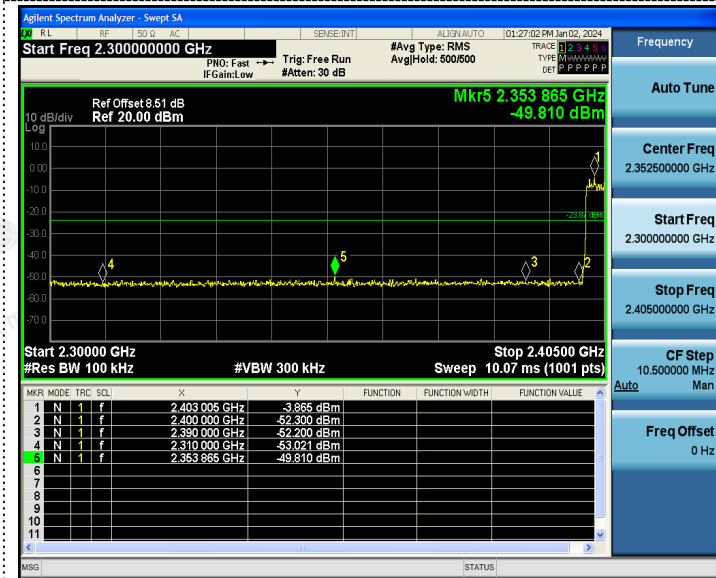 Agilent Spectrum Analyzer - Swept SA
LXI RL RF 50 Ω AC SENSE:INT ALIGN AUTO 01:27:02 PM Jan 02, 2024
Start Freq 2.300000000 GHz #Avg Type: RMS TRACE 1 2 3 4 5 6
PNO: Fast Trig: Free Run Avg|Hold: 500/500 TYPE M
IFGain:Low #Atten: 30 dB DET P P P P P P
Mkr5 2.353 865 GHz
Ref Offset 8.51 dB
10 dB/div Ref 20.00 dBm -49.810 dBm
Log
10.0
0.00
-10.0
-20.0
-30.0
-40.0
-50.0
-60.0
-70.0
1
-23.87 dBm
4
5
3
2
Start 2.30000 GHz Stop 2.40500 GHz
#Res BW 100 kHz #VBW 300 kHz Sweep 10.07 ms (1001 pts)
MKR MODE TRC SCL X Y FUNCTION FUNCTION WIDTH FUNCTION VALUE
1 N 1 f 2.403 005 GHz -3.865 dBm
2 N 1 f 2.400 000 GHz -52.300 dBm
3 N 1 f 2.390 000 GHz -52.200 dBm
4 N 1 f 2.310 000 GHz -53.021 dBm
5 N 1 f 2.353 865 GHz -49.810 dBm
6
7
8
9
10
11
MSG STATUS
Frequency
Auto Tune
Center Freq
2.352500000 GHz
Start Freq
2.300000000 GHz
Stop Freq
2.405000000 GHz
CF Step
10.500000 MHz
Auto Man
Freq Offset
0 Hz